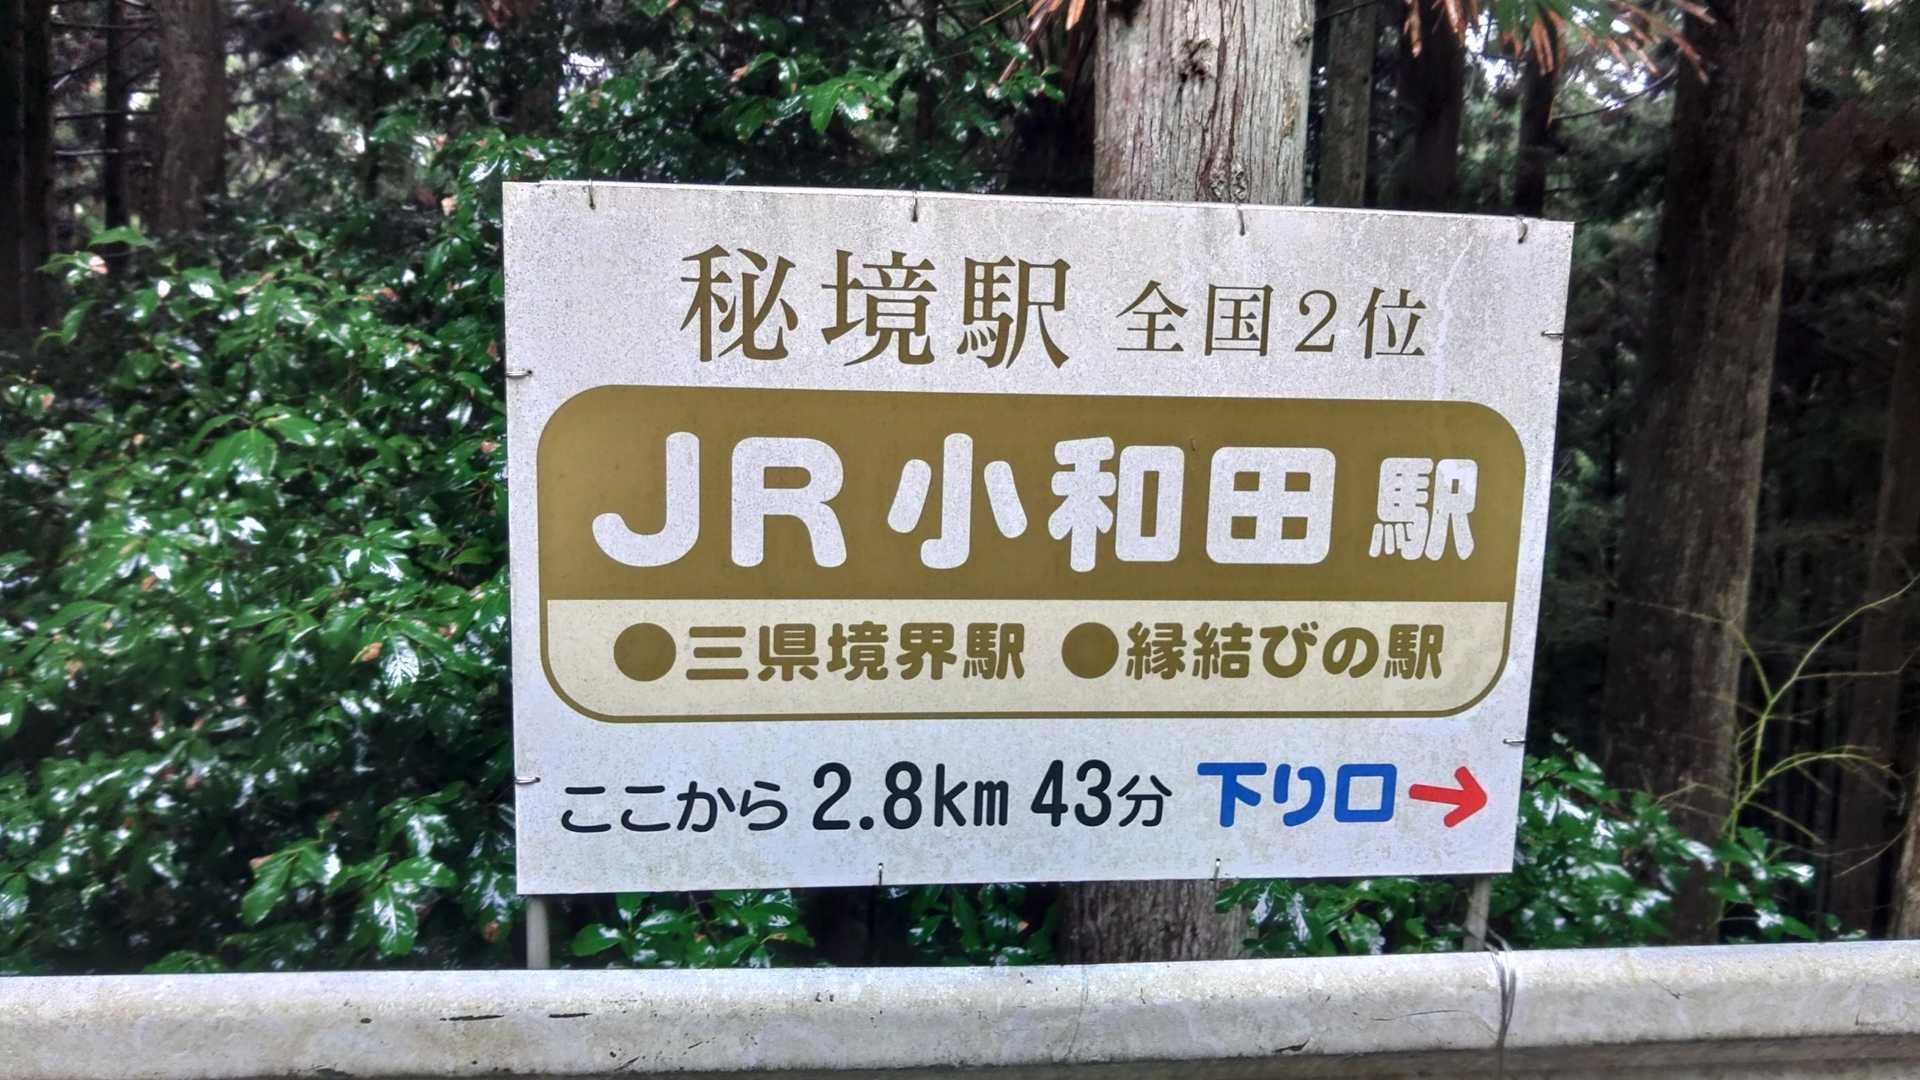 秘境駅 全国2位
JR小和田駅
●三県境界駅 ●縁結びの駅
ここから 2.8km 43分 下り口→